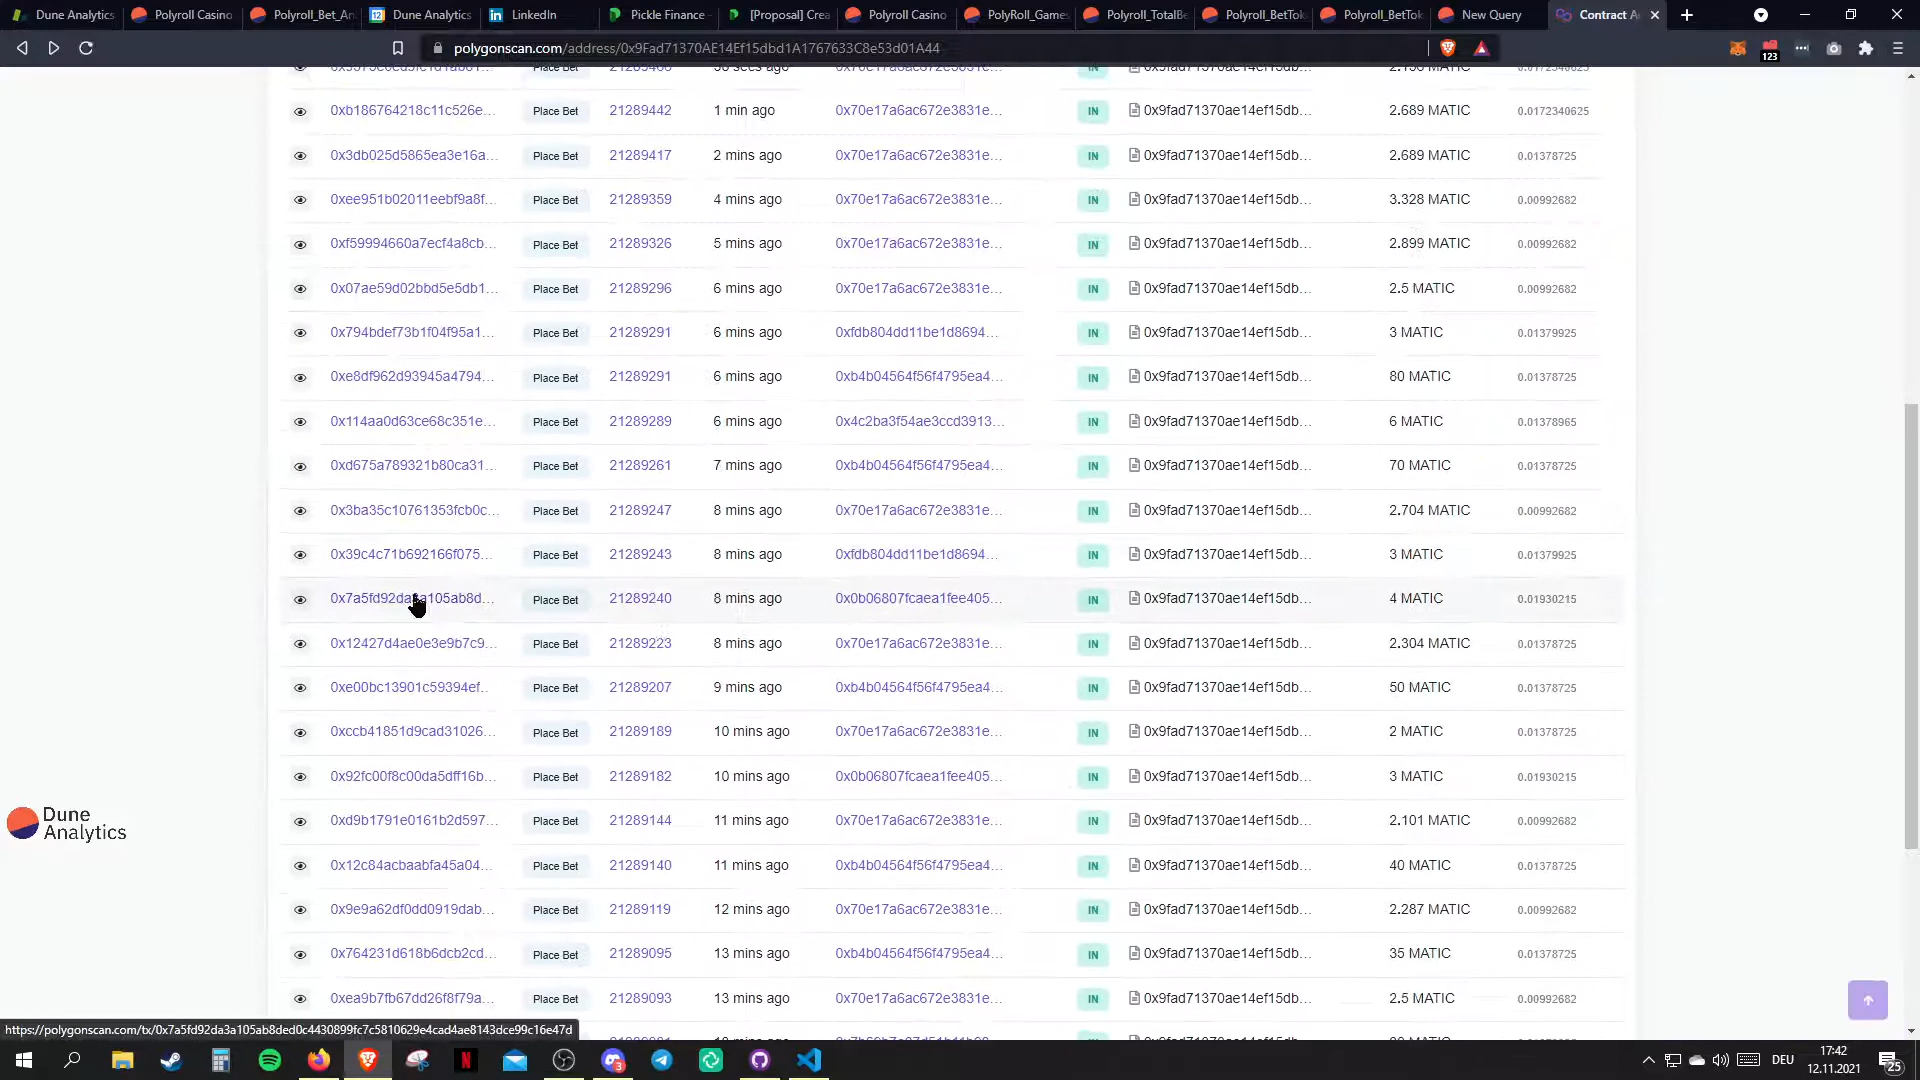 Dune Analytics
Polyroll Casino
Polyroll_Bet_An
Dune Analytics
LinkedIn
Pickle Finance -
[Proposal] Crea
Polyroll Casino
PolyRoll_Games
Polyroll_TotalBe
Polyroll_BetTok
Polyroll_BetTok
New Query
Contract A
polygonscan.com/address/0x9Fad71370AE14Ef15dbd1A1767633C8e53d01A44
123
0xb186764218c11c526e... Place Bet 21289442 1 min ago 0x70e17a6ac672e3831e... IN 0x9fad71370ae14ef15db... 2.689 MATIC 0.0172340625
0x3db025d5865ea3e16a... Place Bet 21289417 2 mins ago 0x70e17a6ac672e3831e... IN 0x9fad71370ae14ef15db... 2.689 MATIC 0.01378725
0xee951b02011eebf9a8f... Place Bet 21289359 4 mins ago 0x70e17a6ac672e3831e... IN 0x9fad71370ae14ef15db... 3.328 MATIC 0.00992682
0xf59994660a7ecf4a8cb... Place Bet 21289326 5 mins ago 0x70e17a6ac672e3831e... IN 0x9fad71370ae14ef15db... 2.899 MATIC 0.00992682
0x07ae59d02bbd5e5db1... Place Bet 21289296 6 mins ago 0x70e17a6ac672e3831e... IN 0x9fad71370ae14ef15db... 2.5 MATIC 0.00992682
0x794bdef73b1f04f95a1... Place Bet 21289291 6 mins ago 0xfdb804dd11be1d8694... IN 0x9fad71370ae14ef15db... 3 MATIC 0.01379925
0xe8df962d93945a4794... Place Bet 21289291 6 mins ago 0xb4b04564f56f4795ea4... IN 0x9fad71370ae14ef15db... 80 MATIC 0.01378725
0x114aa0d63ce68c351e... Place Bet 21289289 6 mins ago 0x4c2ba3f54ae3ccd3913... IN 0x9fad71370ae14ef15db... 6 MATIC 0.01378965
0xd675a789321b80ca31... Place Bet 21289261 7 mins ago 0xb4b04564f56f4795ea4... IN 0x9fad71370ae14ef15db... 70 MATIC 0.01378725
0x3ba35c10761353fcb0c... Place Bet 21289247 8 mins ago 0x70e17a6ac672e3831e... IN 0x9fad71370ae14ef15db... 2.704 MATIC 0.00992682
0x39c4c71b692166f075... Place Bet 21289243 8 mins ago 0xfdb804dd11be1d8694... IN 0x9fad71370ae14ef15db... 3 MATIC 0.01379925
0x7a5fd92da3a105ab8d... Place Bet 21289240 8 mins ago 0x0b06807fcaea1fee405... IN 0x9fad71370ae14ef15db... 4 MATIC 0.01930215
0x12427d4ae0e3e9b7c9... Place Bet 21289223 8 mins ago 0x70e17a6ac672e3831e... IN 0x9fad71370ae14ef15db... 2.304 MATIC 0.01378725
0xe00bc13901c59394ef.. Place Bet 21289207 9 mins ago 0xb4b04564f56f4795ea4... IN 0x9fad71370ae14ef15db... 50 MATIC 0.01378725
0xccb41851d9cad31026... Place Bet 21289189 10 mins ago 0x70e17a6ac672e3831e... IN 0x9fad71370ae14ef15db... 2 MATIC 0.01378725
0x92fc00f8c00da5dff16b... Place Bet 21289182 10 mins ago 0x0b06807fcaea1fee405... IN 0x9fad71370ae14ef15db... 3 MATIC 0.01930215
0xd9b1791e0161b2d597... Place Bet 21289144 11 mins ago 0x70e17a6ac672e3831e... IN 0x9fad71370ae14ef15db... 2.101 MATIC 0.00992682
0x12c84acbaabfa45a04... Place Bet 21289140 11 mins ago 0xb4b04564f56f4795ea4... IN 0x9fad71370ae14ef15db... 40 MATIC 0.01378725
0x9e9a62df0dd0919dab... Place Bet 21289119 12 mins ago 0x70e17a6ac672e3831e... IN 0x9fad71370ae14ef15db... 2.287 MATIC 0.00992682
0x764231d618b6dcb2cd... Place Bet 21289095 13 mins ago 0xb4b04564f56f4795ea4... IN 0x9fad71370ae14ef15db... 35 MATIC 0.01378725
0xea9b7fb67dd26f8f79a... Place Bet 21289093 13 mins ago 0x70e17a6ac672e3831e... IN 0x9fad71370ae14ef15db... 2.5 MATIC 0.00992682
Dune
Analytics
https://polygonscan.com/tx/0x7a5fd92da3a105ab8ded0c4430899fc7c5810629e4cad4ae8143dce99c16e47d
DEU
17:42
12.11.2021
25